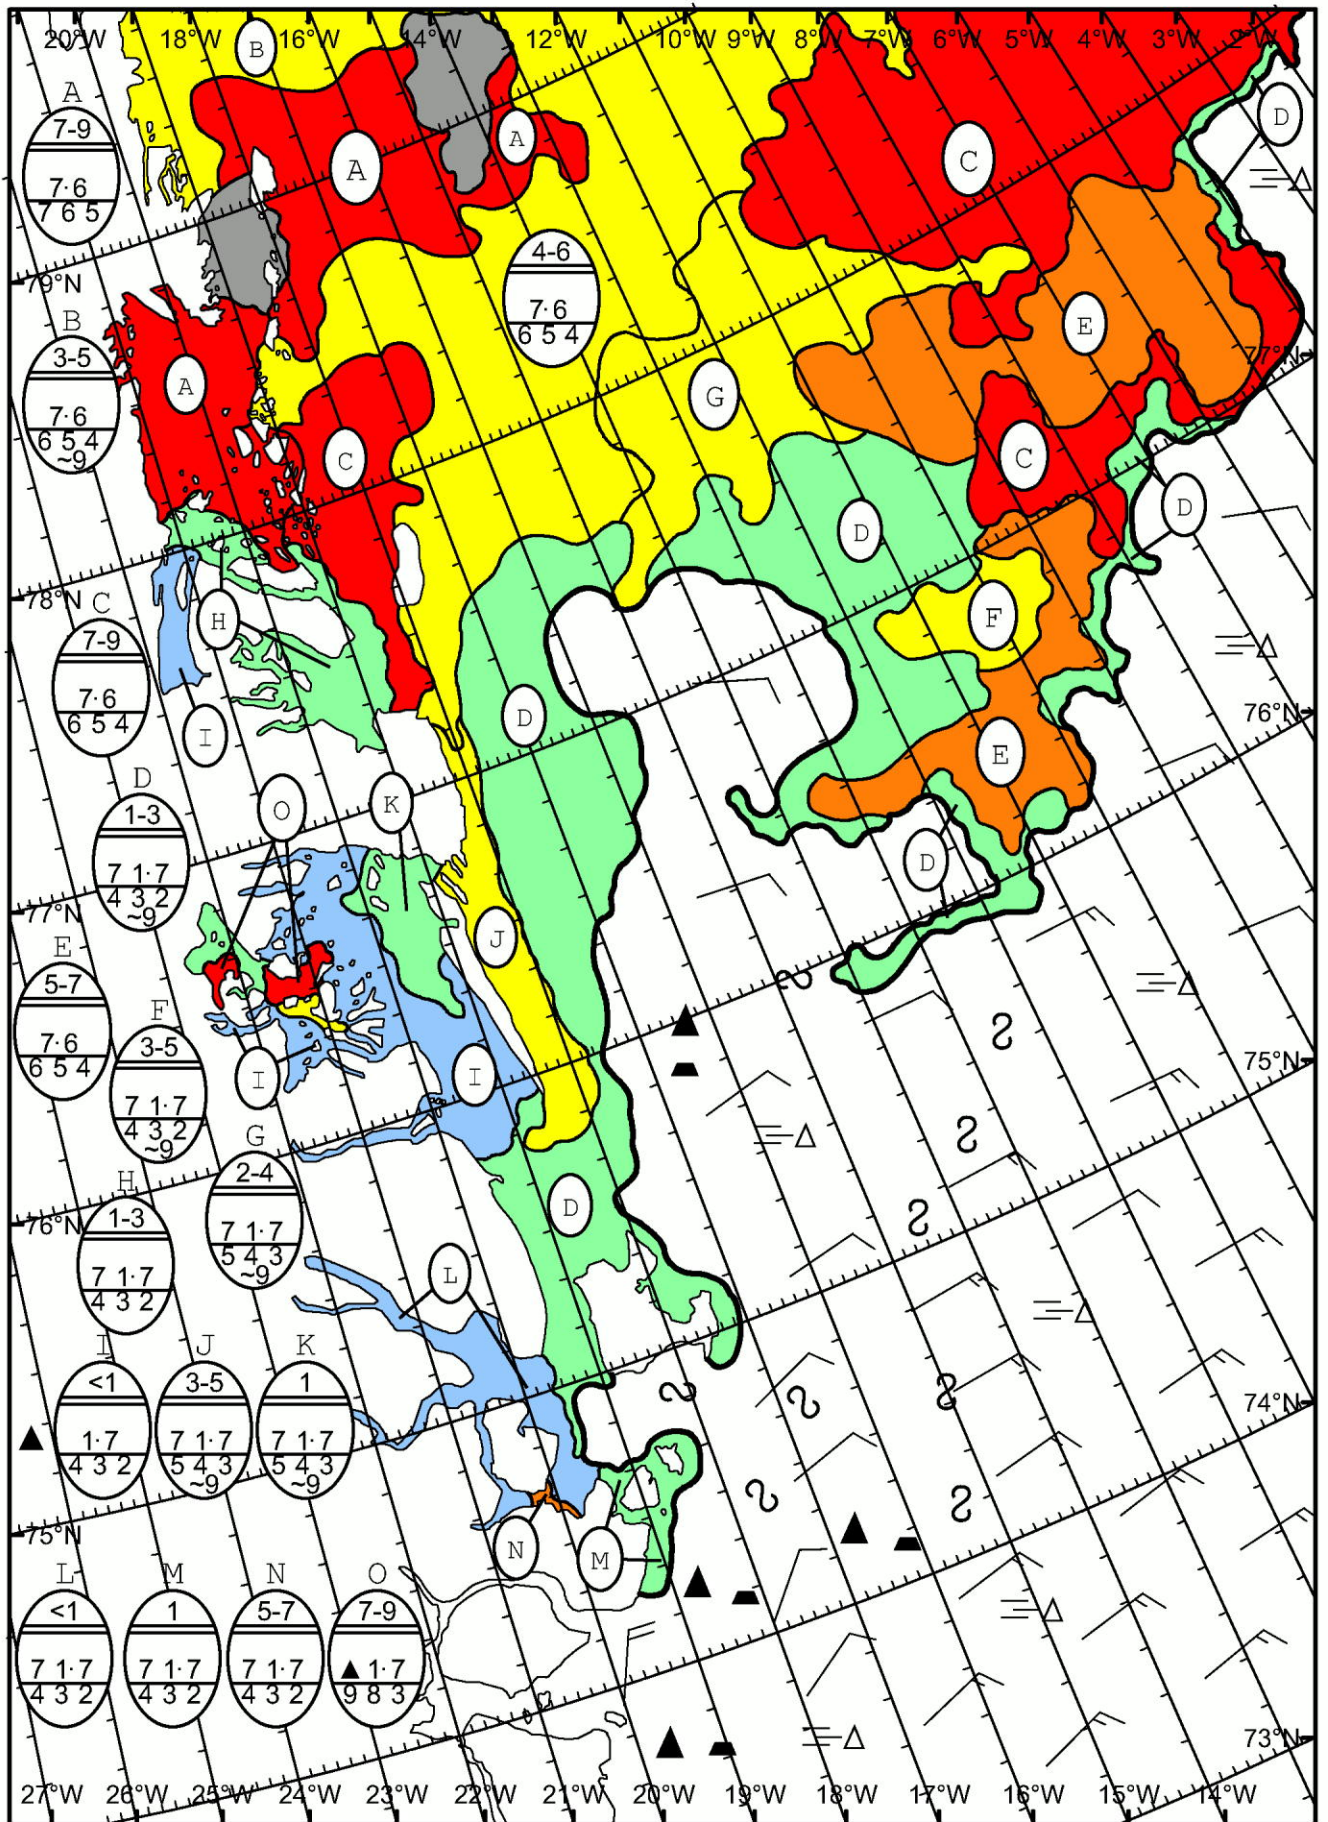 20°W 18°W 16°W 14°W 12°W 10°W 9°W 8°W 7°W 6°W 5°W 4°W 3°W 2°W
B
A
7-9
7·6
7 6 5
A
A
C
D
79°N
4-6
7·6
6 5 4
B
3-5
7·6
6 5 4
~9
A
E
77°N
G
C
C
D
D
78°N
C
7-9
7·6
6 5 4
H
F
I
D
E
76°N
D
1-3
7 1·7
4 3 2
~9
O
K
D
77°N
J
E
5-7
7·6
6 5 4
F
3-5
7 1·7
4 3 2
~9
I
I
75°N
G
2-4
7 1·7
5 4 3
~9
H
1-3
7 1·7
4 3 2
76°N
D
L
I
<1
1·7
4 3 2
J
3-5
7 1·7
5 4 3
~9
K
1
7 1·7
5 4 3
~9
74°N
75°N
N
M
L
<1
7 1·7
4 3 2
M
1
7 1·7
4 3 2
N
5-7
7 1·7
4 3 2
O
7-9
1·7
9 8 3
73°N
27°W 26°W 25°W 24°W 23°W 22°W 21°W 20°W 19°W 18°W 17°W 16°W 15°W 14°W